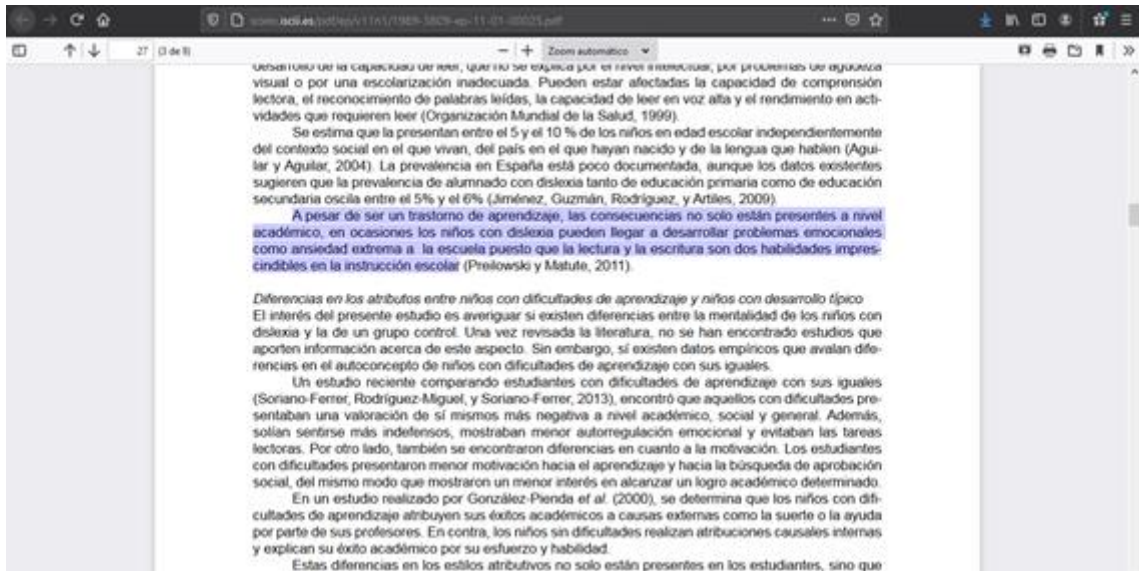 27 (3 de 9)
Zoom automático
desarrollo de la capacidad de leer, que no se explica por el nivel intelectual, por problemas de agudeza
visual o por una escolarización inadecuada. Pueden estar afectadas la capacidad de comprensión
lectora, el reconocimiento de palabras leídas, la capacidad de leer en voz alta y el rendimiento en acti-
vidades que requieren leer (Organización Mundial de la Salud, 1999).
Se estima que la presentan entre el 5 y el 10 % de los niños en edad escolar independientemente
del contexto social en el que vivan, del país en el que hayan nacido y de la lengua que hablen (Agui-
lar y Aguilar, 2004). La prevalencia en España está poco documentada, aunque los datos existentes
sugieren que la prevalencia de alumnado con dislexia tanto de educación primaria como de educación
secundaria oscila entre el 5% y el 6% (Jiménez, Guzmán, Rodríguez, y Artiles, 2009).
A pesar de ser un trastorno de aprendizaje, las consecuencias no solo están presentes a nivel
académico, en ocasiones los niños con dislexia pueden llegar a desarrollar problemas emocionales
como ansiedad extrema a la escuela puesto que la lectura y la escritura son dos habilidades impres-
cindibles en la instrucción escolar (Preilowski y Matute, 2011).
Diferencias en los atributos entre niños con dificultades de aprendizaje y niños con desarrollo típico
El interés del presente estudio es averiguar si existen diferencias entre la mentalidad de los niños con
dislexia y la de un grupo control. Una vez revisada la literatura, no se han encontrado estudios que
aporten información acerca de este aspecto. Sin embargo, sí existen datos empíricos que avalan dife-
rencias en el autoconcepto de niños con dificultades de aprendizaje con sus iguales.
Un estudio reciente comparando estudiantes con dificultades de aprendizaje con sus iguales
(Soriano-Ferrer, Rodríguez-Miguel, y Soriano-Ferrer, 2013), encontró que aquellos con dificultades pre-
sentaban una valoración de sí mismos más negativa a nivel académico, social y general. Además,
solían sentirse más indefensos, mostraban menor autorregulación emocional y evitaban las tareas
lectoras. Por otro lado, también se encontraron diferencias en cuanto a la motivación. Los estudiantes
con dificultades presentaron menor motivación hacia el aprendizaje y hacia la búsqueda de aprobación
social, del mismo modo que mostraron un menor interés en alcanzar un logro académico determinado.
En un estudio realizado por González-Pienda et al. (2000), se determina que los niños con difi-
cultades de aprendizaje atribuyen sus éxitos académicos a causas externas como la suerte o la ayuda
por parte de sus profesores. En contra, los niños sin dificultades realizan atribuciones causales internas
y explican su éxito académico por su esfuerzo y habilidad.
Estas diferencias en los estilos atributivos no solo están presentes en los estudiantes, sino que